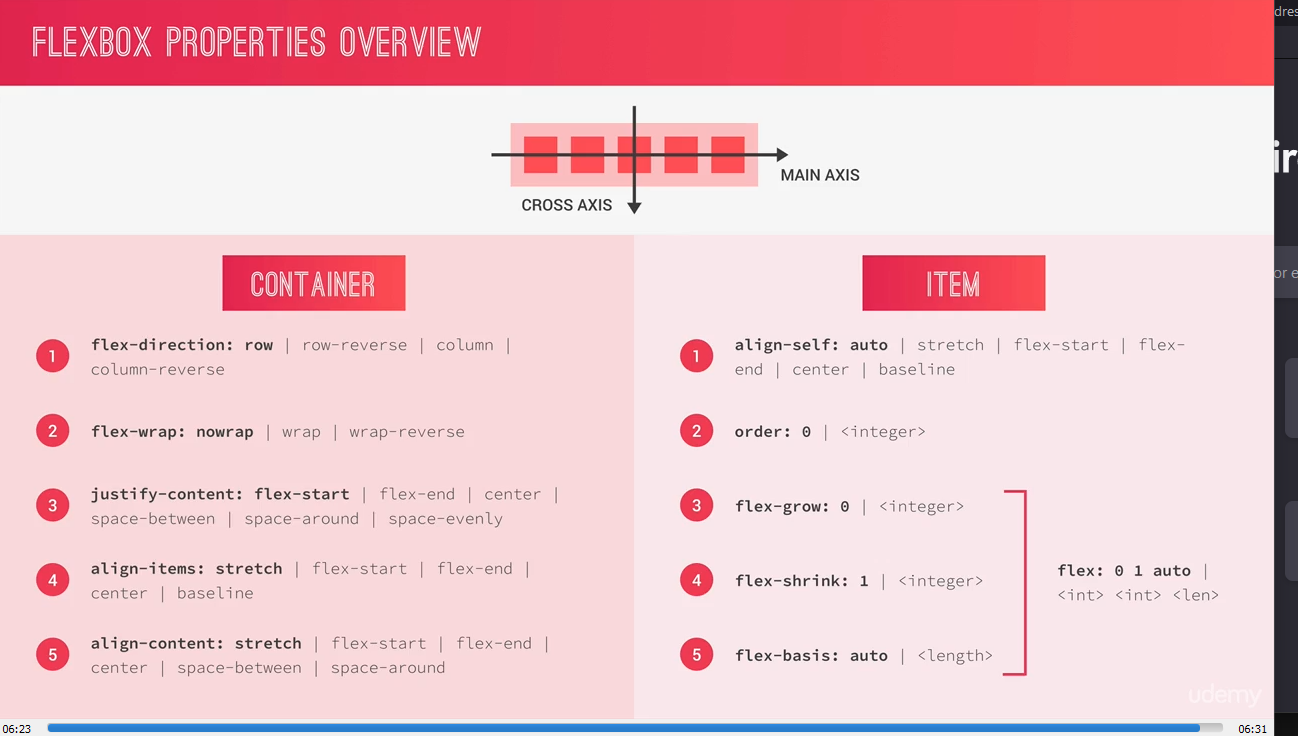 FLEXBOX PROPERTIES OVERVIEW
MAIN AXIS
CROSS AXIS
CONTAINER
1
flex-direction: row | row-reverse | column |
column-reverse
2
flex-wrap: nowrap | wrap | wrap-reverse
3
justify-content: flex-start | flex-end | center |
space-between | space-around | space-evenly
4
align-items: stretch | flex-start | flex-end |
center | baseline
5
align-content: stretch | flex-start | flex-end |
center | space-between | space-around
ITEM
1
align-self: auto | stretch | flex-start | flex-
end | center | baseline
2
order: 0 | <integer>
3
flex-grow: 0 | <integer>
4
flex-shrink: 1 | <integer>
5
flex-basis: auto | <length>
flex: 0 1 auto |
<int> <int> <len>
udemy
06:23
06:31